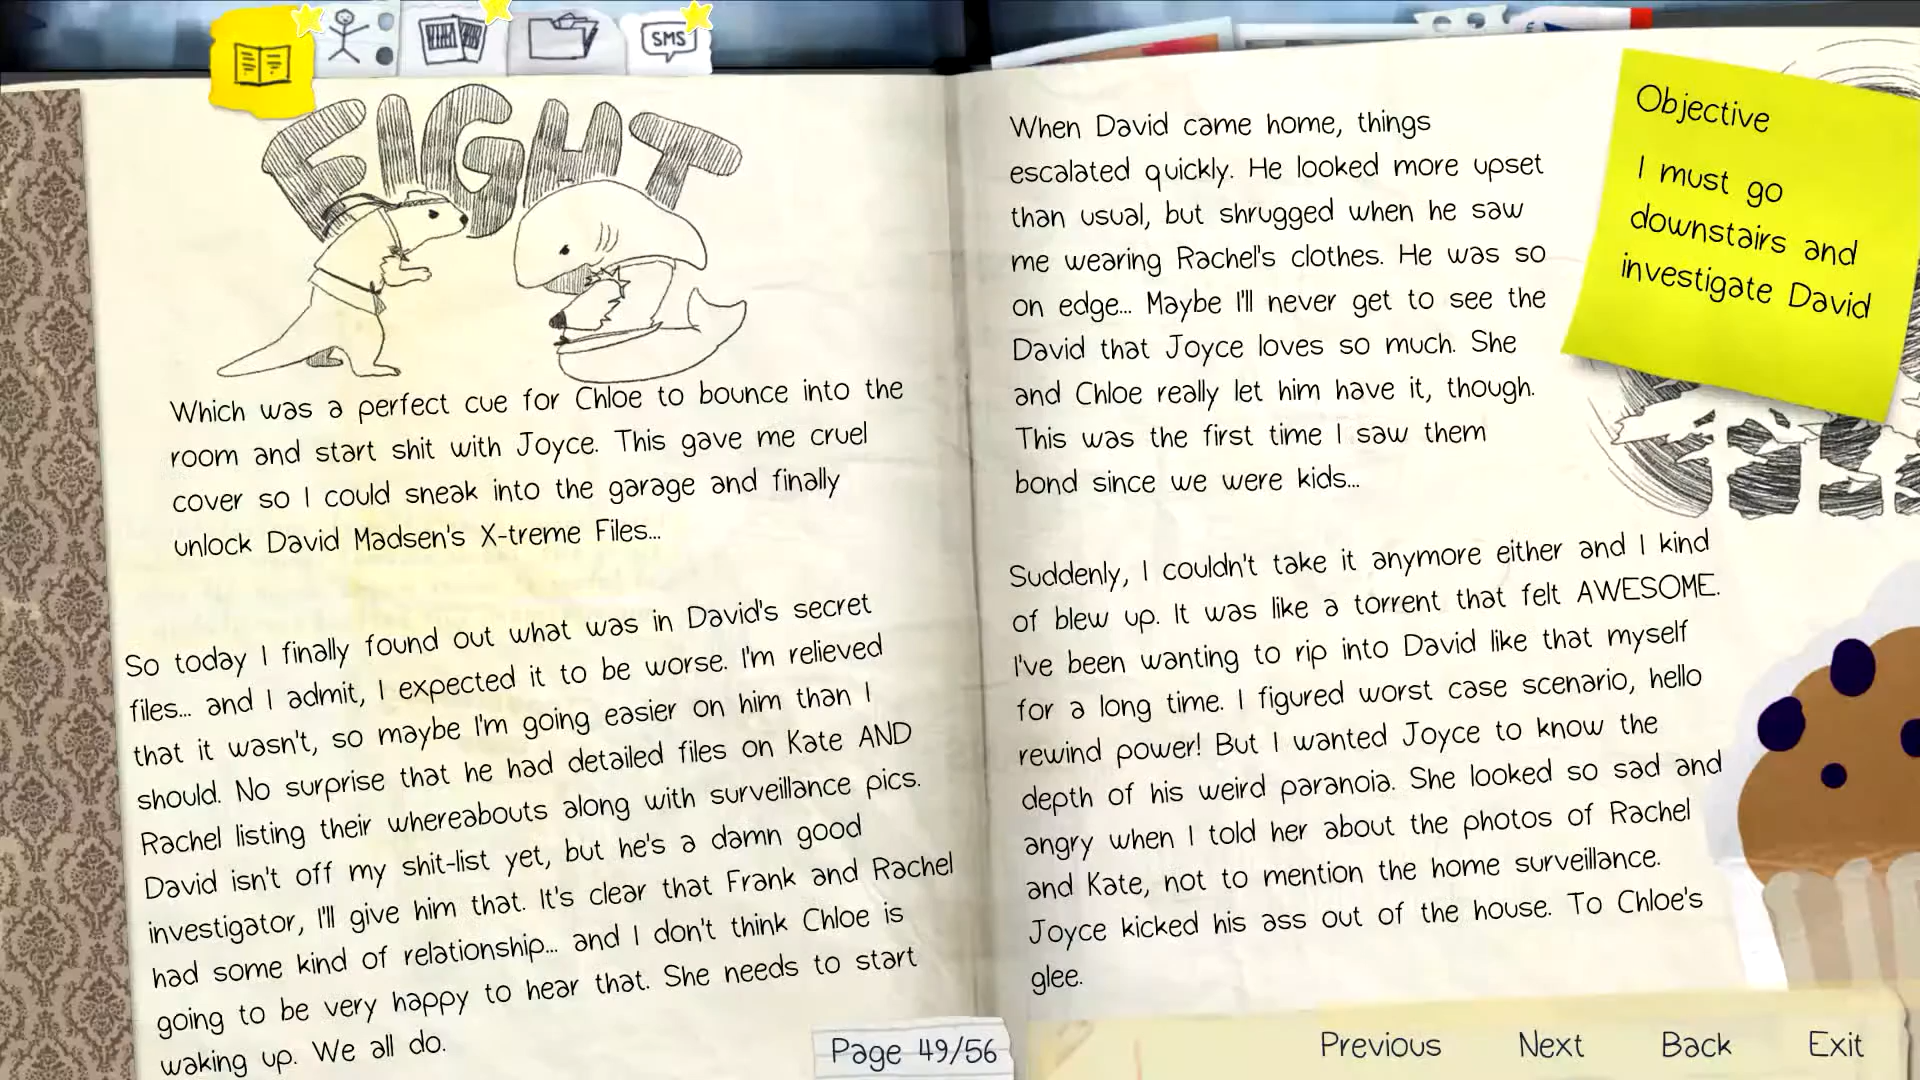 SMS
FIGHT
Which was a perfect cue for Chloe to bounce into the
room and start shit with Joyce. This gave me cruel
cover so I could sneak into the garage and finally
unlock David Madsen's X-treme Files...
So today I finally found out what was in David's secret
files... and I admit, I expected it to be worse. I'm relieved
that it wasn't, so maybe I'm going easier on him than I
should. No surprise that he had detailed files on Kate AND
Rachel listing their whereabouts along with surveillance pics.
David isn't off my shit-list yet, but he's a damn good
investigator, I'll give him that. It's clear that Frank and Rachel
had some kind of relationship... and I don't think Chloe is
going to be very happy to hear that. She needs to start
waking up. We all do.
Page 49/56
When David came home, things
escalated quickly. He looked more upset
than usual, but shrugged when he saw
me wearing Rachel's clothes. He was so
on edge... Maybe I'll never get to see the
David that Joyce loves so much. She
and Chloe really let him have it, though.
This was the first time I saw them
bond since we were kids...
Suddenly, I couldn't take it anymore either and I kind
of blew up. It was like a torrent that felt AWESOME.
I've been wanting to rip into David like that myself
for a long time. I figured worst case scenario, hello
rewind power! But I wanted Joyce to know the
depth of his weird paranoia. She looked so sad and
angry when I told her about the photos of Rachel
and Kate, not to mention the home surveillance.
Joyce kicked his ass out of the house. To Chloe's
glee.
Objective
I must go
downstairs and
investigate David
Previous Next Back Exit